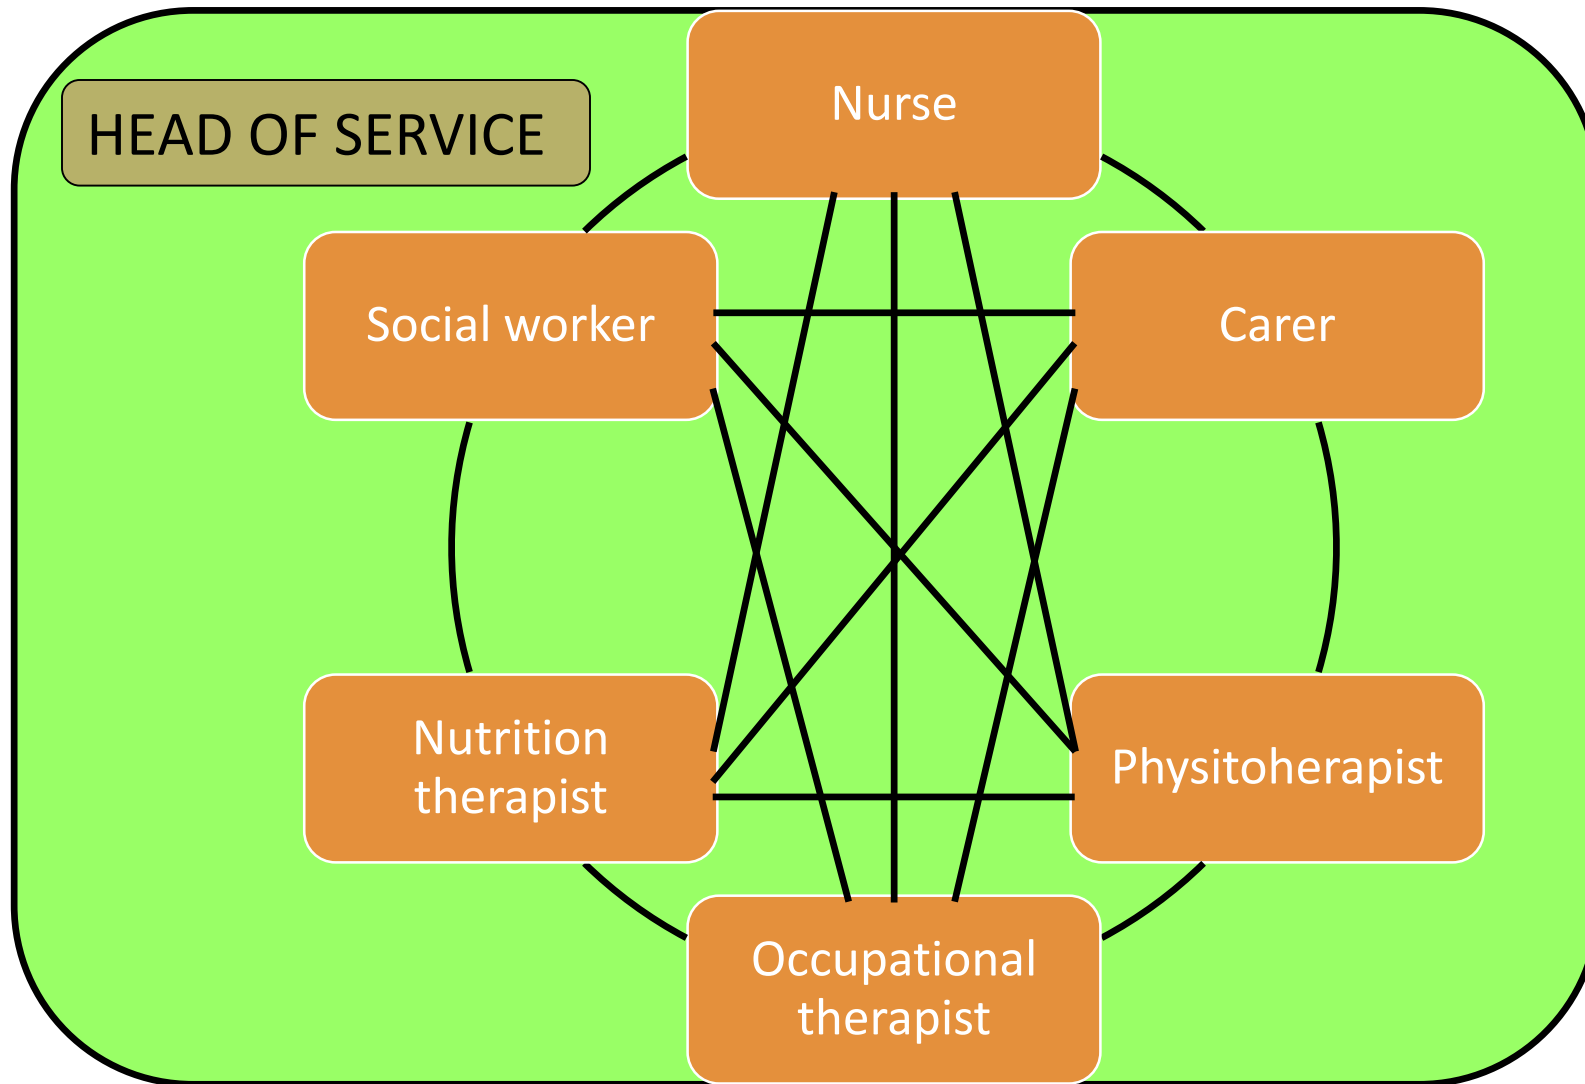 HEAD OF SERVICE
Nurse
Social worker
Carer
Nutrition
therapist
Physitoherapist
Occupational
therapist